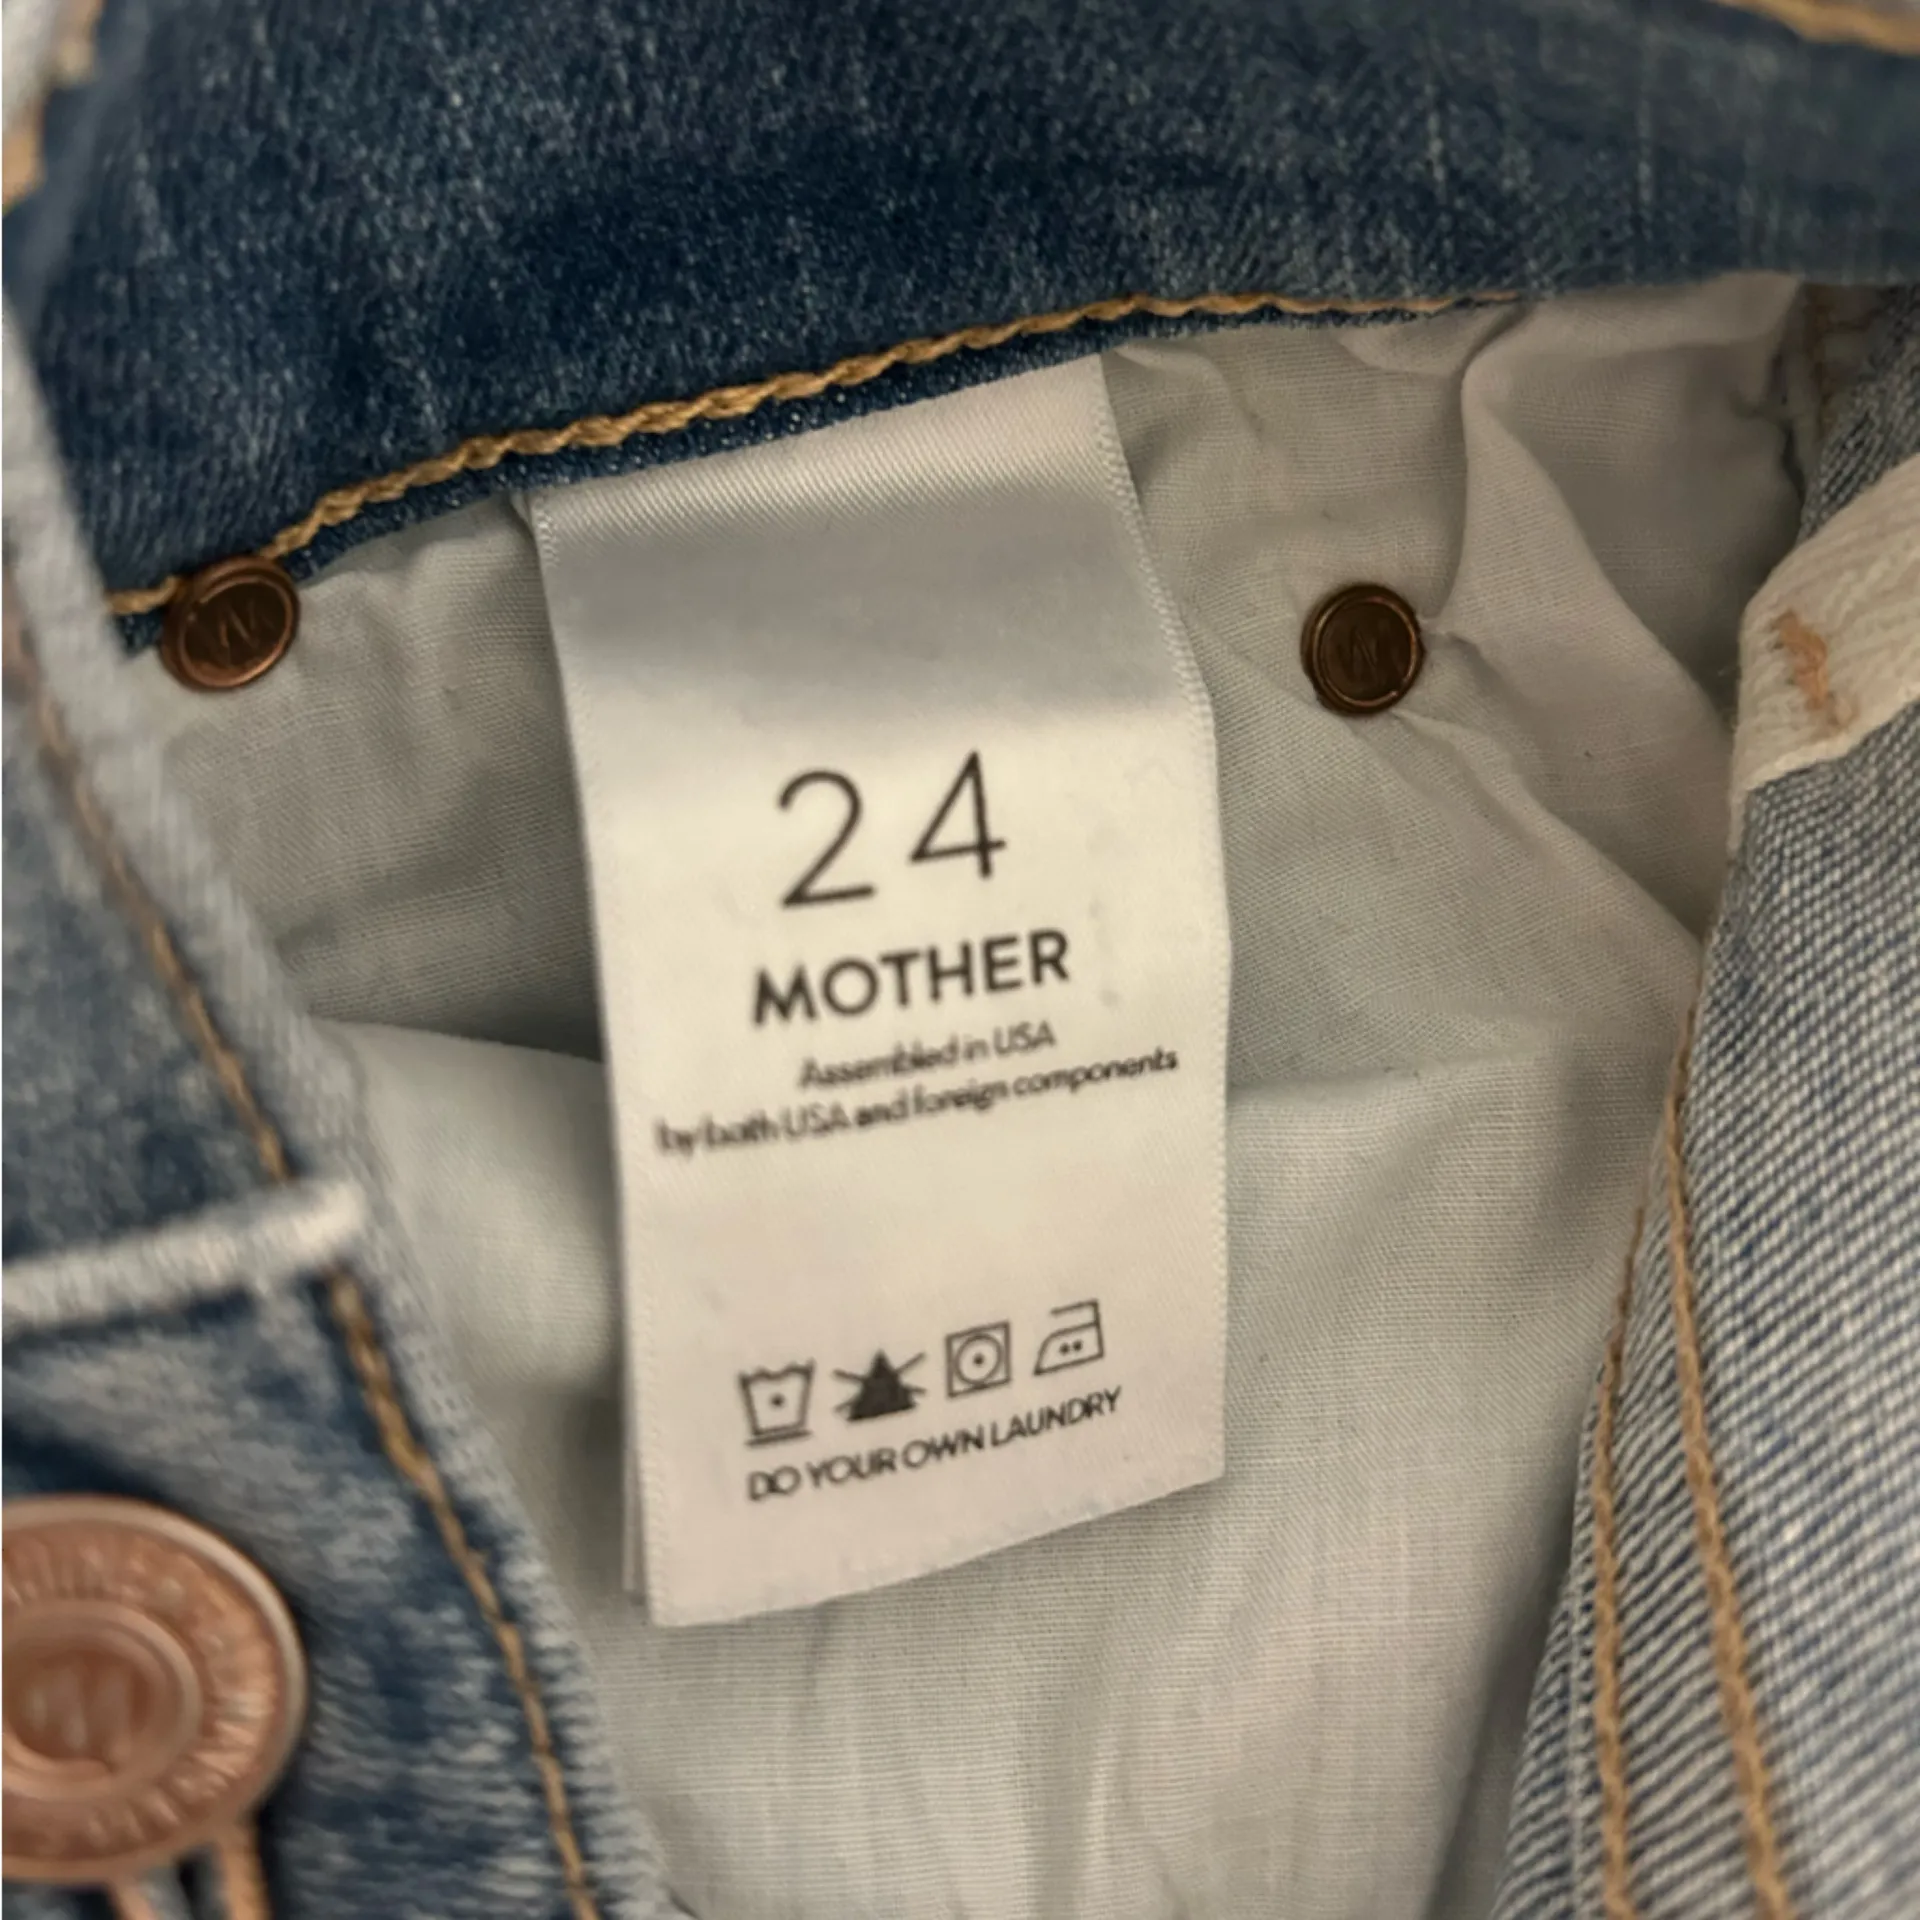 24
MOTHER
Assembled in USA
by both USA and foreign components
DO YOUR OWN LAUNDRY